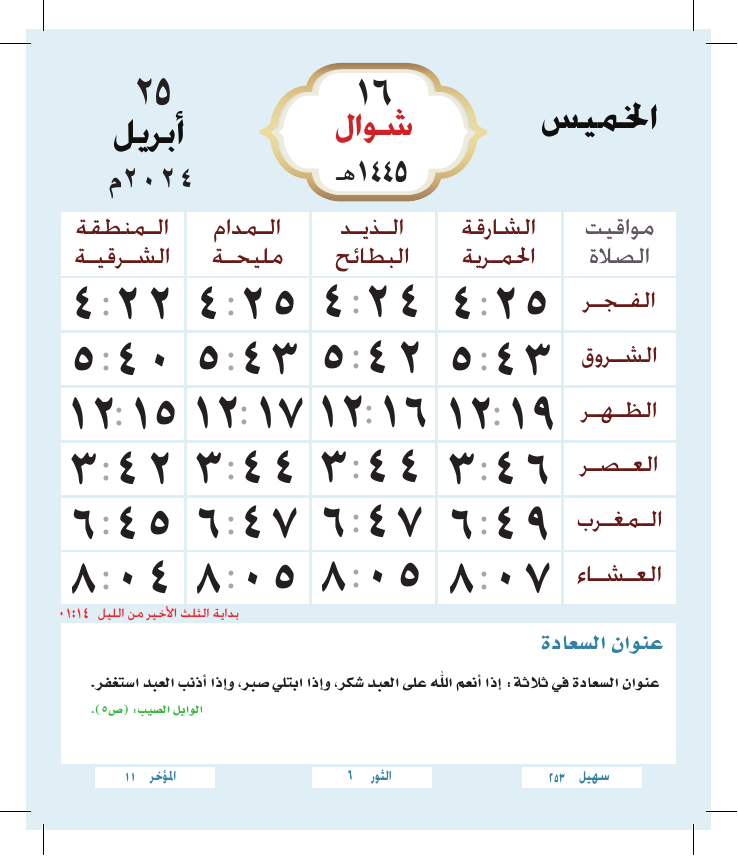 الخميس
١٦
شوال
١٤٤٥هـ
٢٥
أبريل
٢٠٢٤م
مواقيت الصلاة | الشارقة الحمرية | الذيد البطائح | المدام مليحة | المنطقة الشرقية
الفجر ٤:٢٥ ٤:٢٤ ٤:٢٥ ٤:٢٢
الشروق ٥:٤٣ ٥:٤٢ ٥:٤٣ ٥:٤٠
الظهر ١٢:١٩ ١٢:١٦ ١٢:١٧ ١٢:١٥
العصر ٣:٤٦ ٣:٤٤ ٣:٤٤ ٣:٤٢
المغرب ٦:٤٩ ٦:٤٧ ٦:٤٧ ٦:٤٥
العشاء ٨:٠٧ ٨:٠٥ ٨:٠٥ ٨:٠٤
بداية الثلث الأخير من الليل ٠١:١٤
عنوان السعادة
عنوان السعادة في ثلاثة: إذا أنعم الله على العبد شكر، وإذا ابتلي صبر، وإذا أذنب العبد استغفر.
الوابل الصيب: (ص٥).
سهيل ٢٥٣
الثور ٦
المؤخر ١١